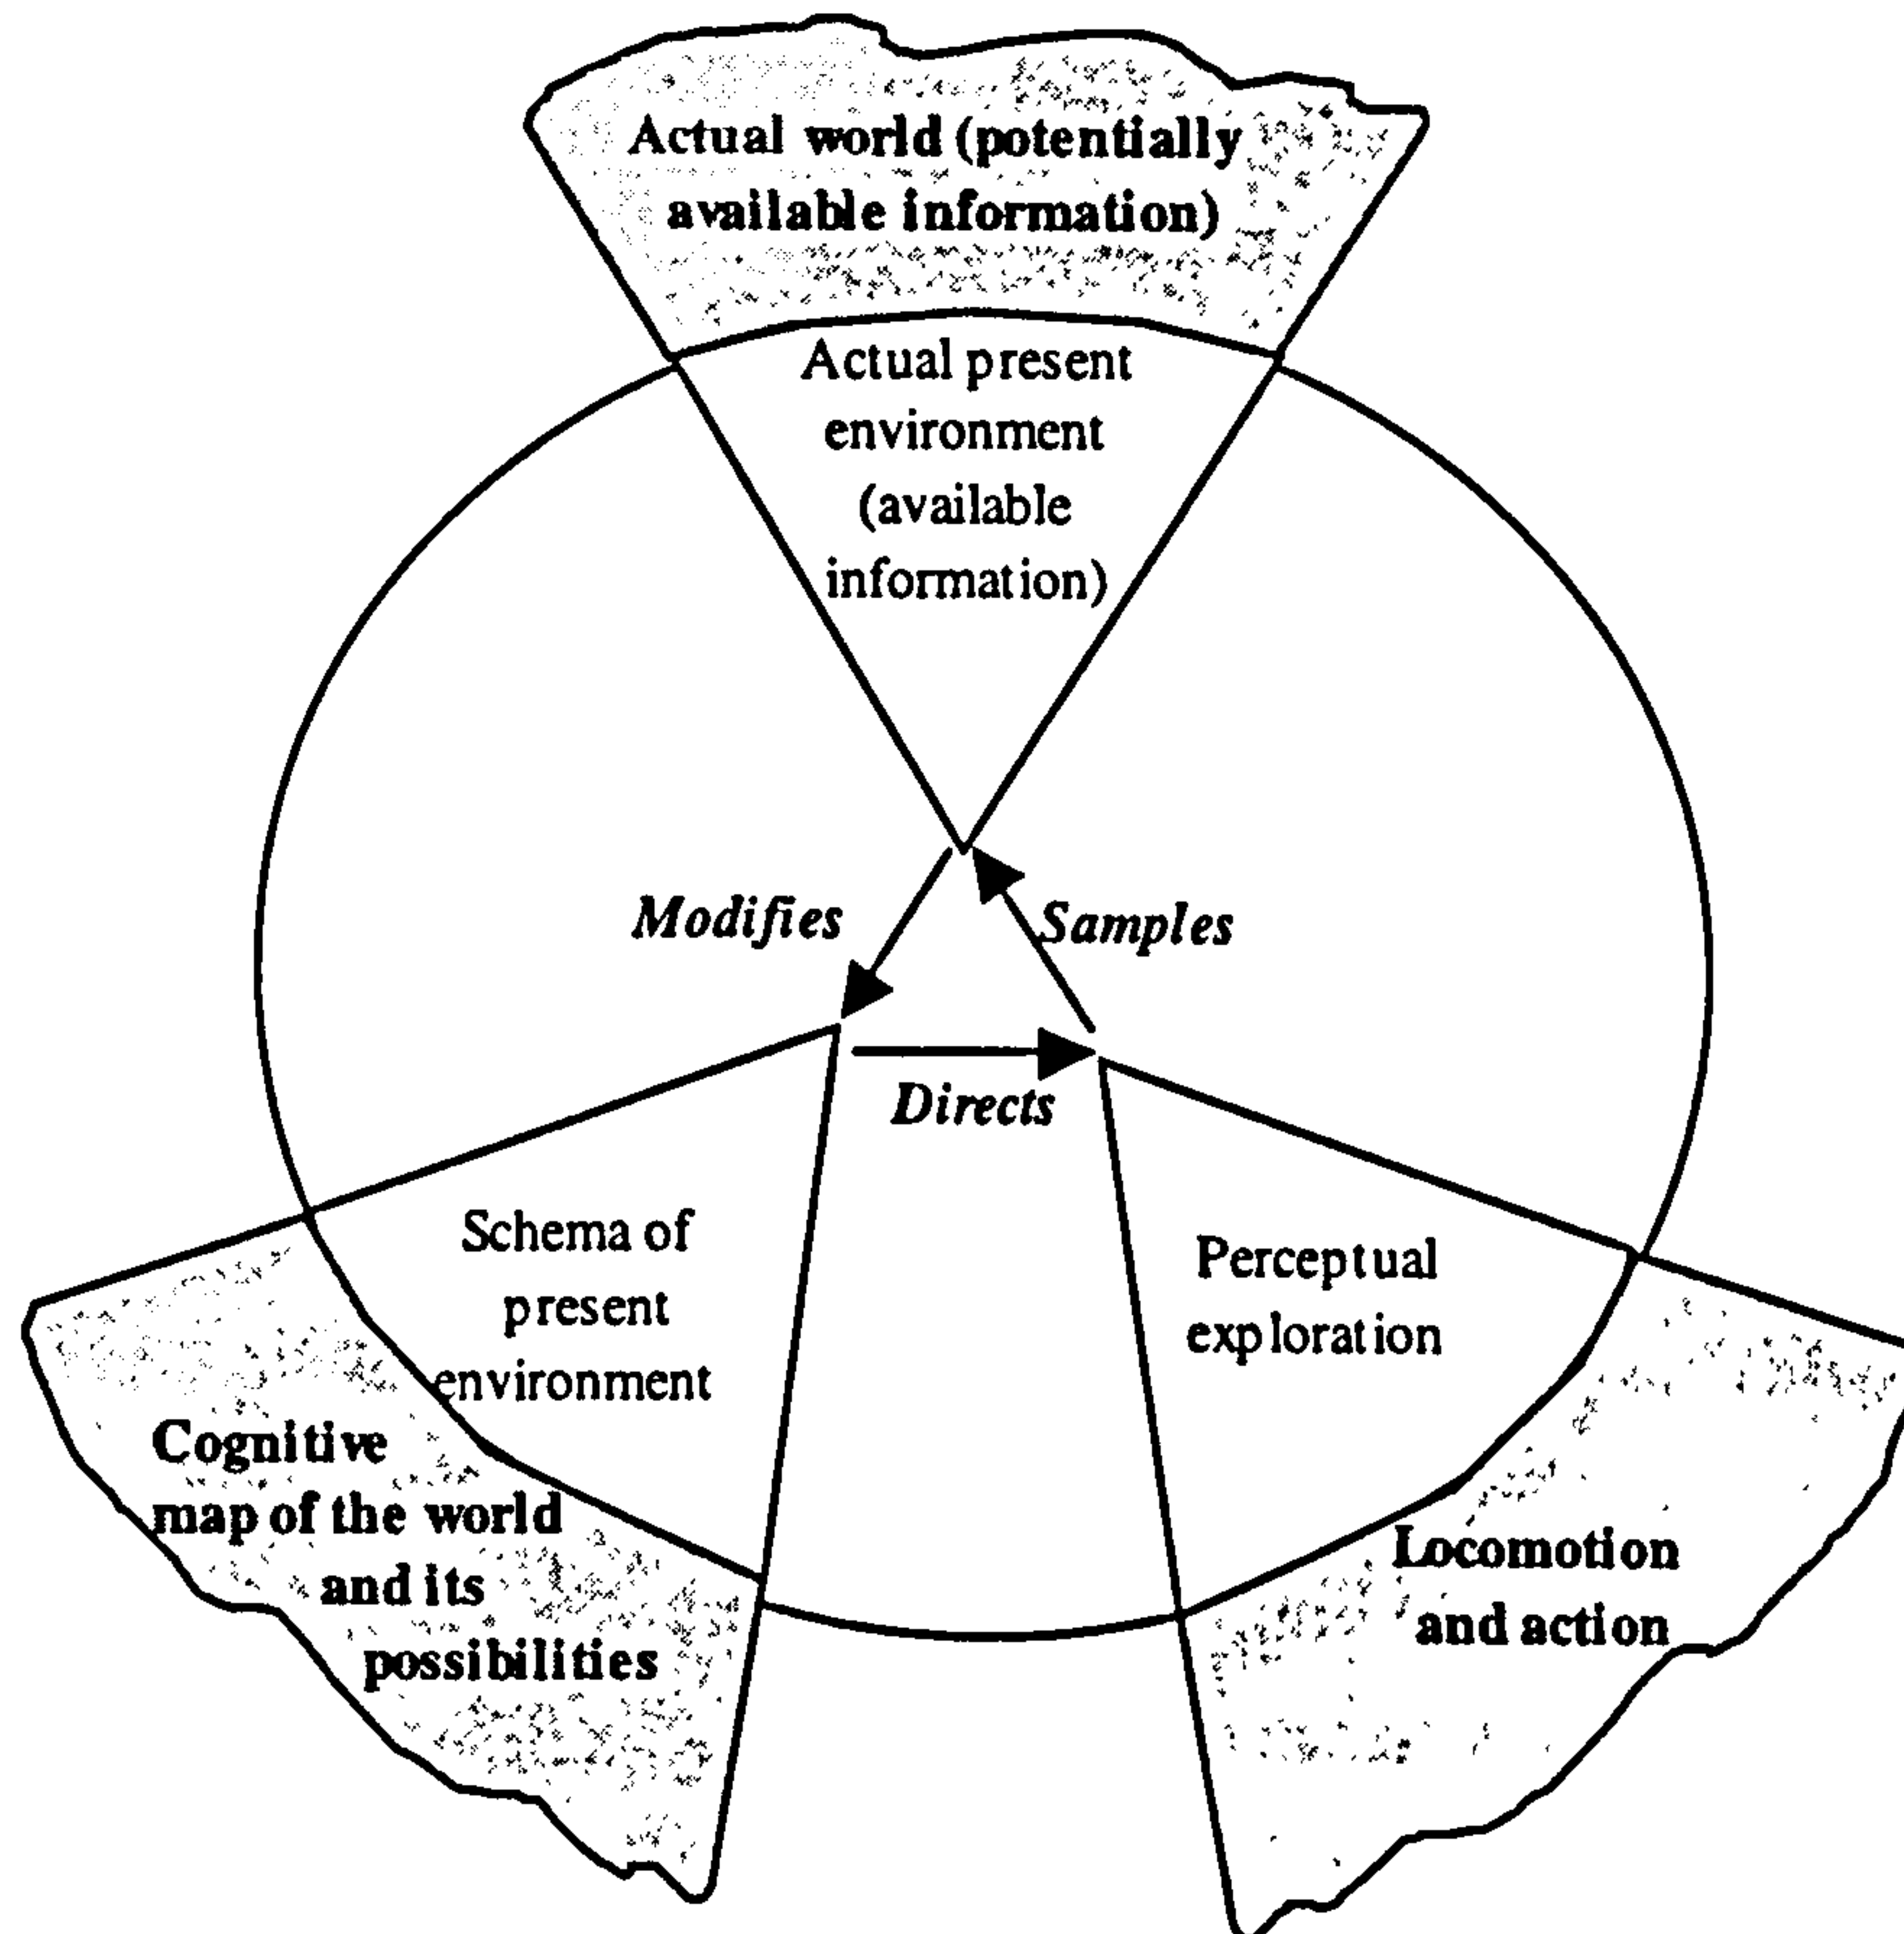 Actual world (potentially
available information)
Actual present
environment
(available
information)
Modifies
Samples
Directs
Schema of
present
environment
Perceptual
exploration
Cognitive
map of the world
and its
possibilities
Locomotion
and action